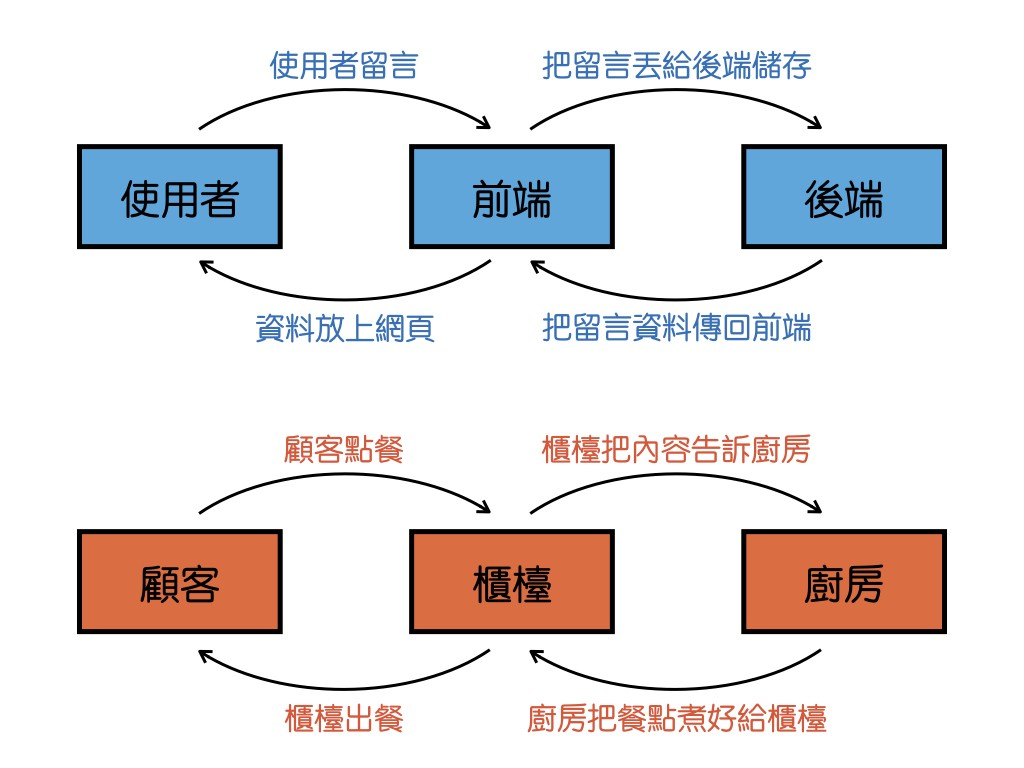 使用者留言
把留言丟給後端儲存
使用者
前端
後端
資料放上網頁
把留言資料傳回前端
顧客點餐
櫃檯把內容告訴廚房
顧客
櫃檯
廚房
櫃檯出餐
廚房把餐點煮好給櫃檯